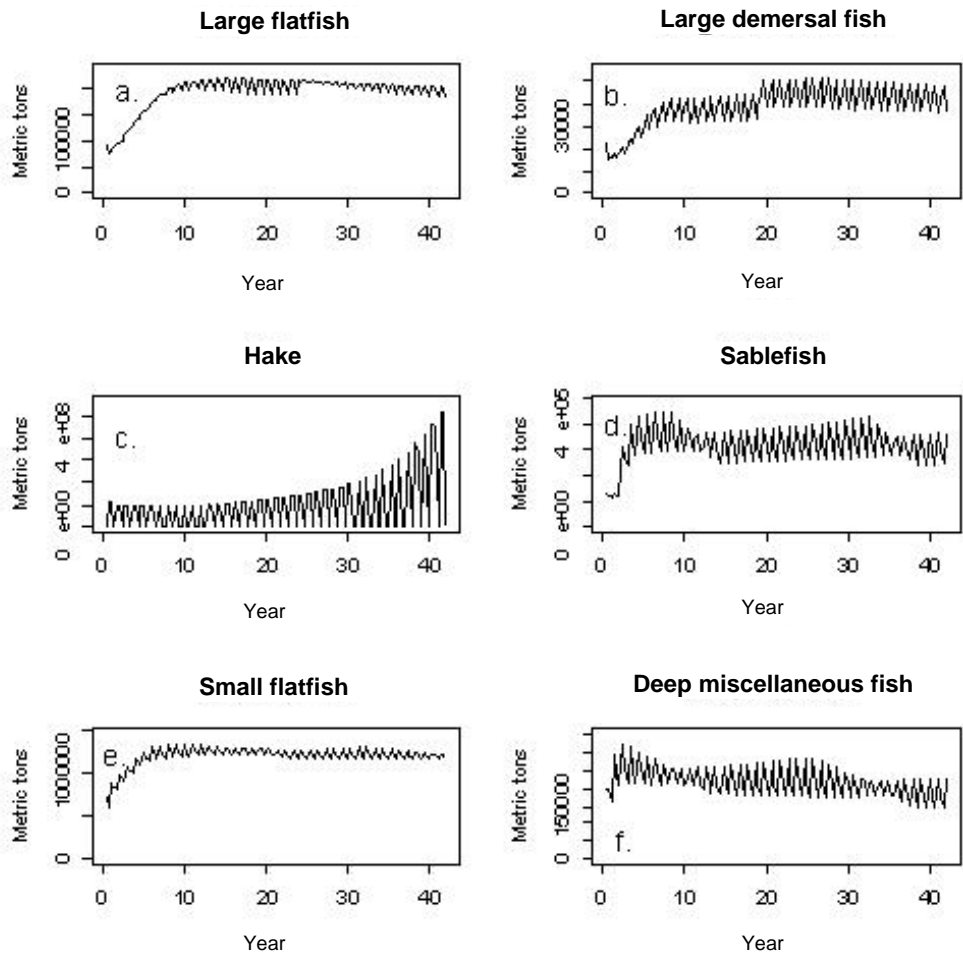 Large flatfish
a.
Metric tons
0 100000
0 10 20 30 40
Year
Large demersal fish
b.
Metric tons
0 30000
0 10 20 30 40
Year
Hake
c.
Metric tons
0 e+00 4 e+08
0 10 20 30 40
Year
Sablefish
d.
Metric tons
0 e+00 4 e+05
0 10 20 30 40
Year
Small flatfish
e.
Metric tons
0 1000000
0 10 20 30 40
Year
Deep miscellaneous fish
f.
Metric tons
0 150000
0 10 20 30 40
Year